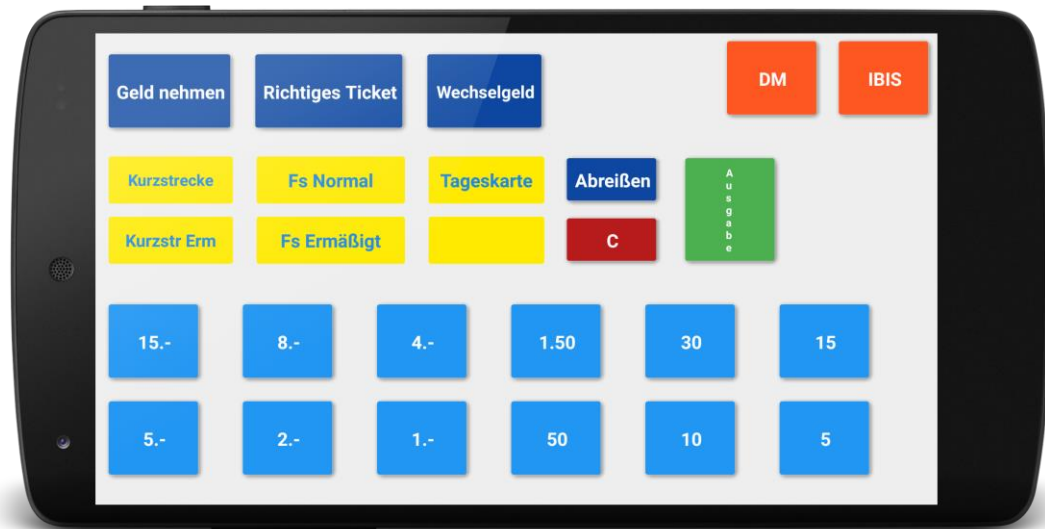 Geld nehmen
Richtiges Ticket
Wechselgeld
DM
IBIS
Kurzstrecke
Fs Normal
Tageskarte
Abreißen
Ausgabe
Kurzstr Erm
Fs Ermäßigt
C
15.-
8.-
4.-
1.50
30
15
5.-
2.-
1.-
50
10
5